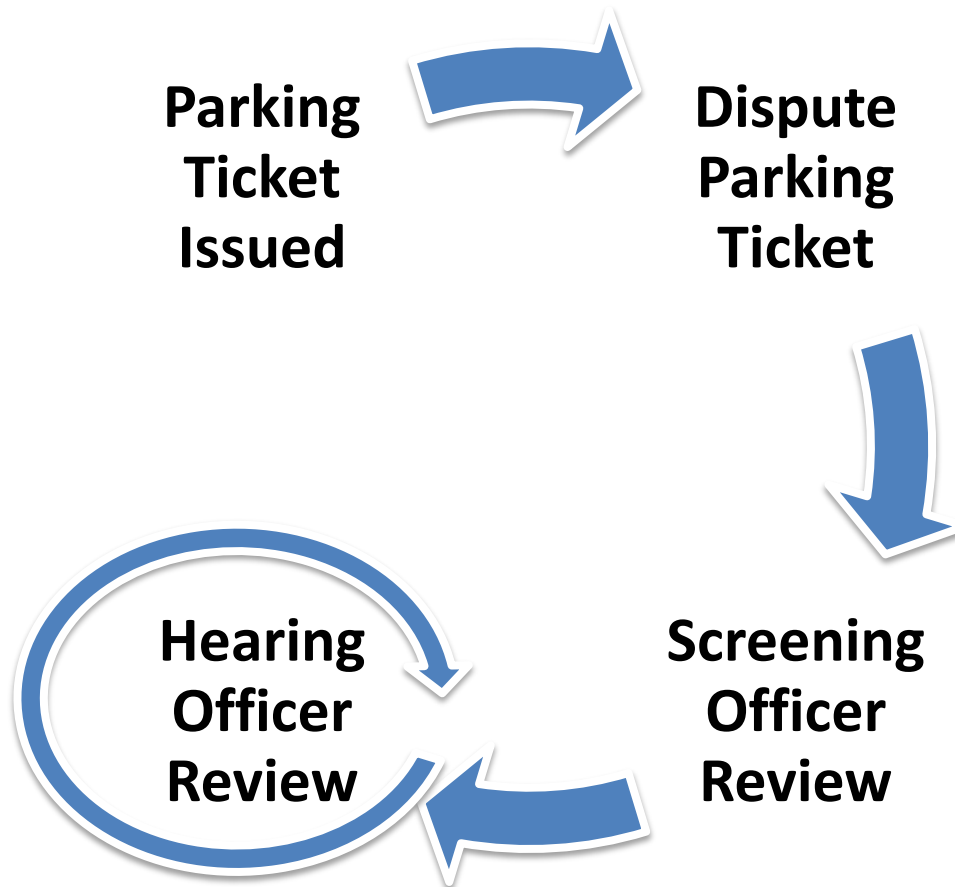 Parking
Ticket
Issued
Dispute
Parking
Ticket
Screening
Officer
Review
Hearing
Officer
Review